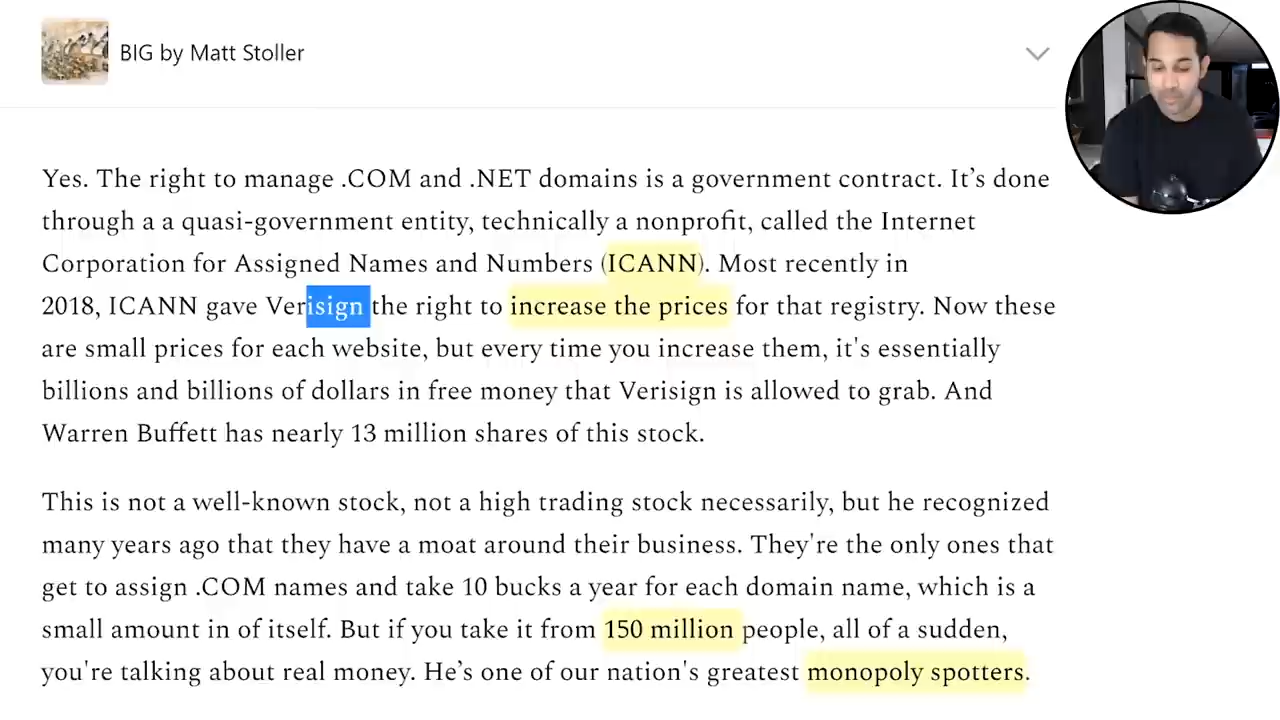 BIG by Matt Stoller
Yes. The right to manage .COM and .NET domains is a government contract. It’s done
through a a quasi-government entity, technically a nonprofit, called the Internet
Corporation for Assigned Names and Numbers (ICANN). Most recently in
2018, ICANN gave Verisign the right to increase the prices for that registry. Now these
are small prices for each website, but every time you increase them, it's essentially
billions and billions of dollars in free money that Verisign is allowed to grab. And
Warren Buffett has nearly 13 million shares of this stock.
This is not a well-known stock, not a high trading stock necessarily, but he recognized
many years ago that they have a moat around their business. They're the only ones that
get to assign .COM names and take 10 bucks a year for each domain name, which is a
small amount in of itself. But if you take it from 150 million people, all of a sudden,
you're talking about real money. He’s one of our nation's greatest monopoly spotters.